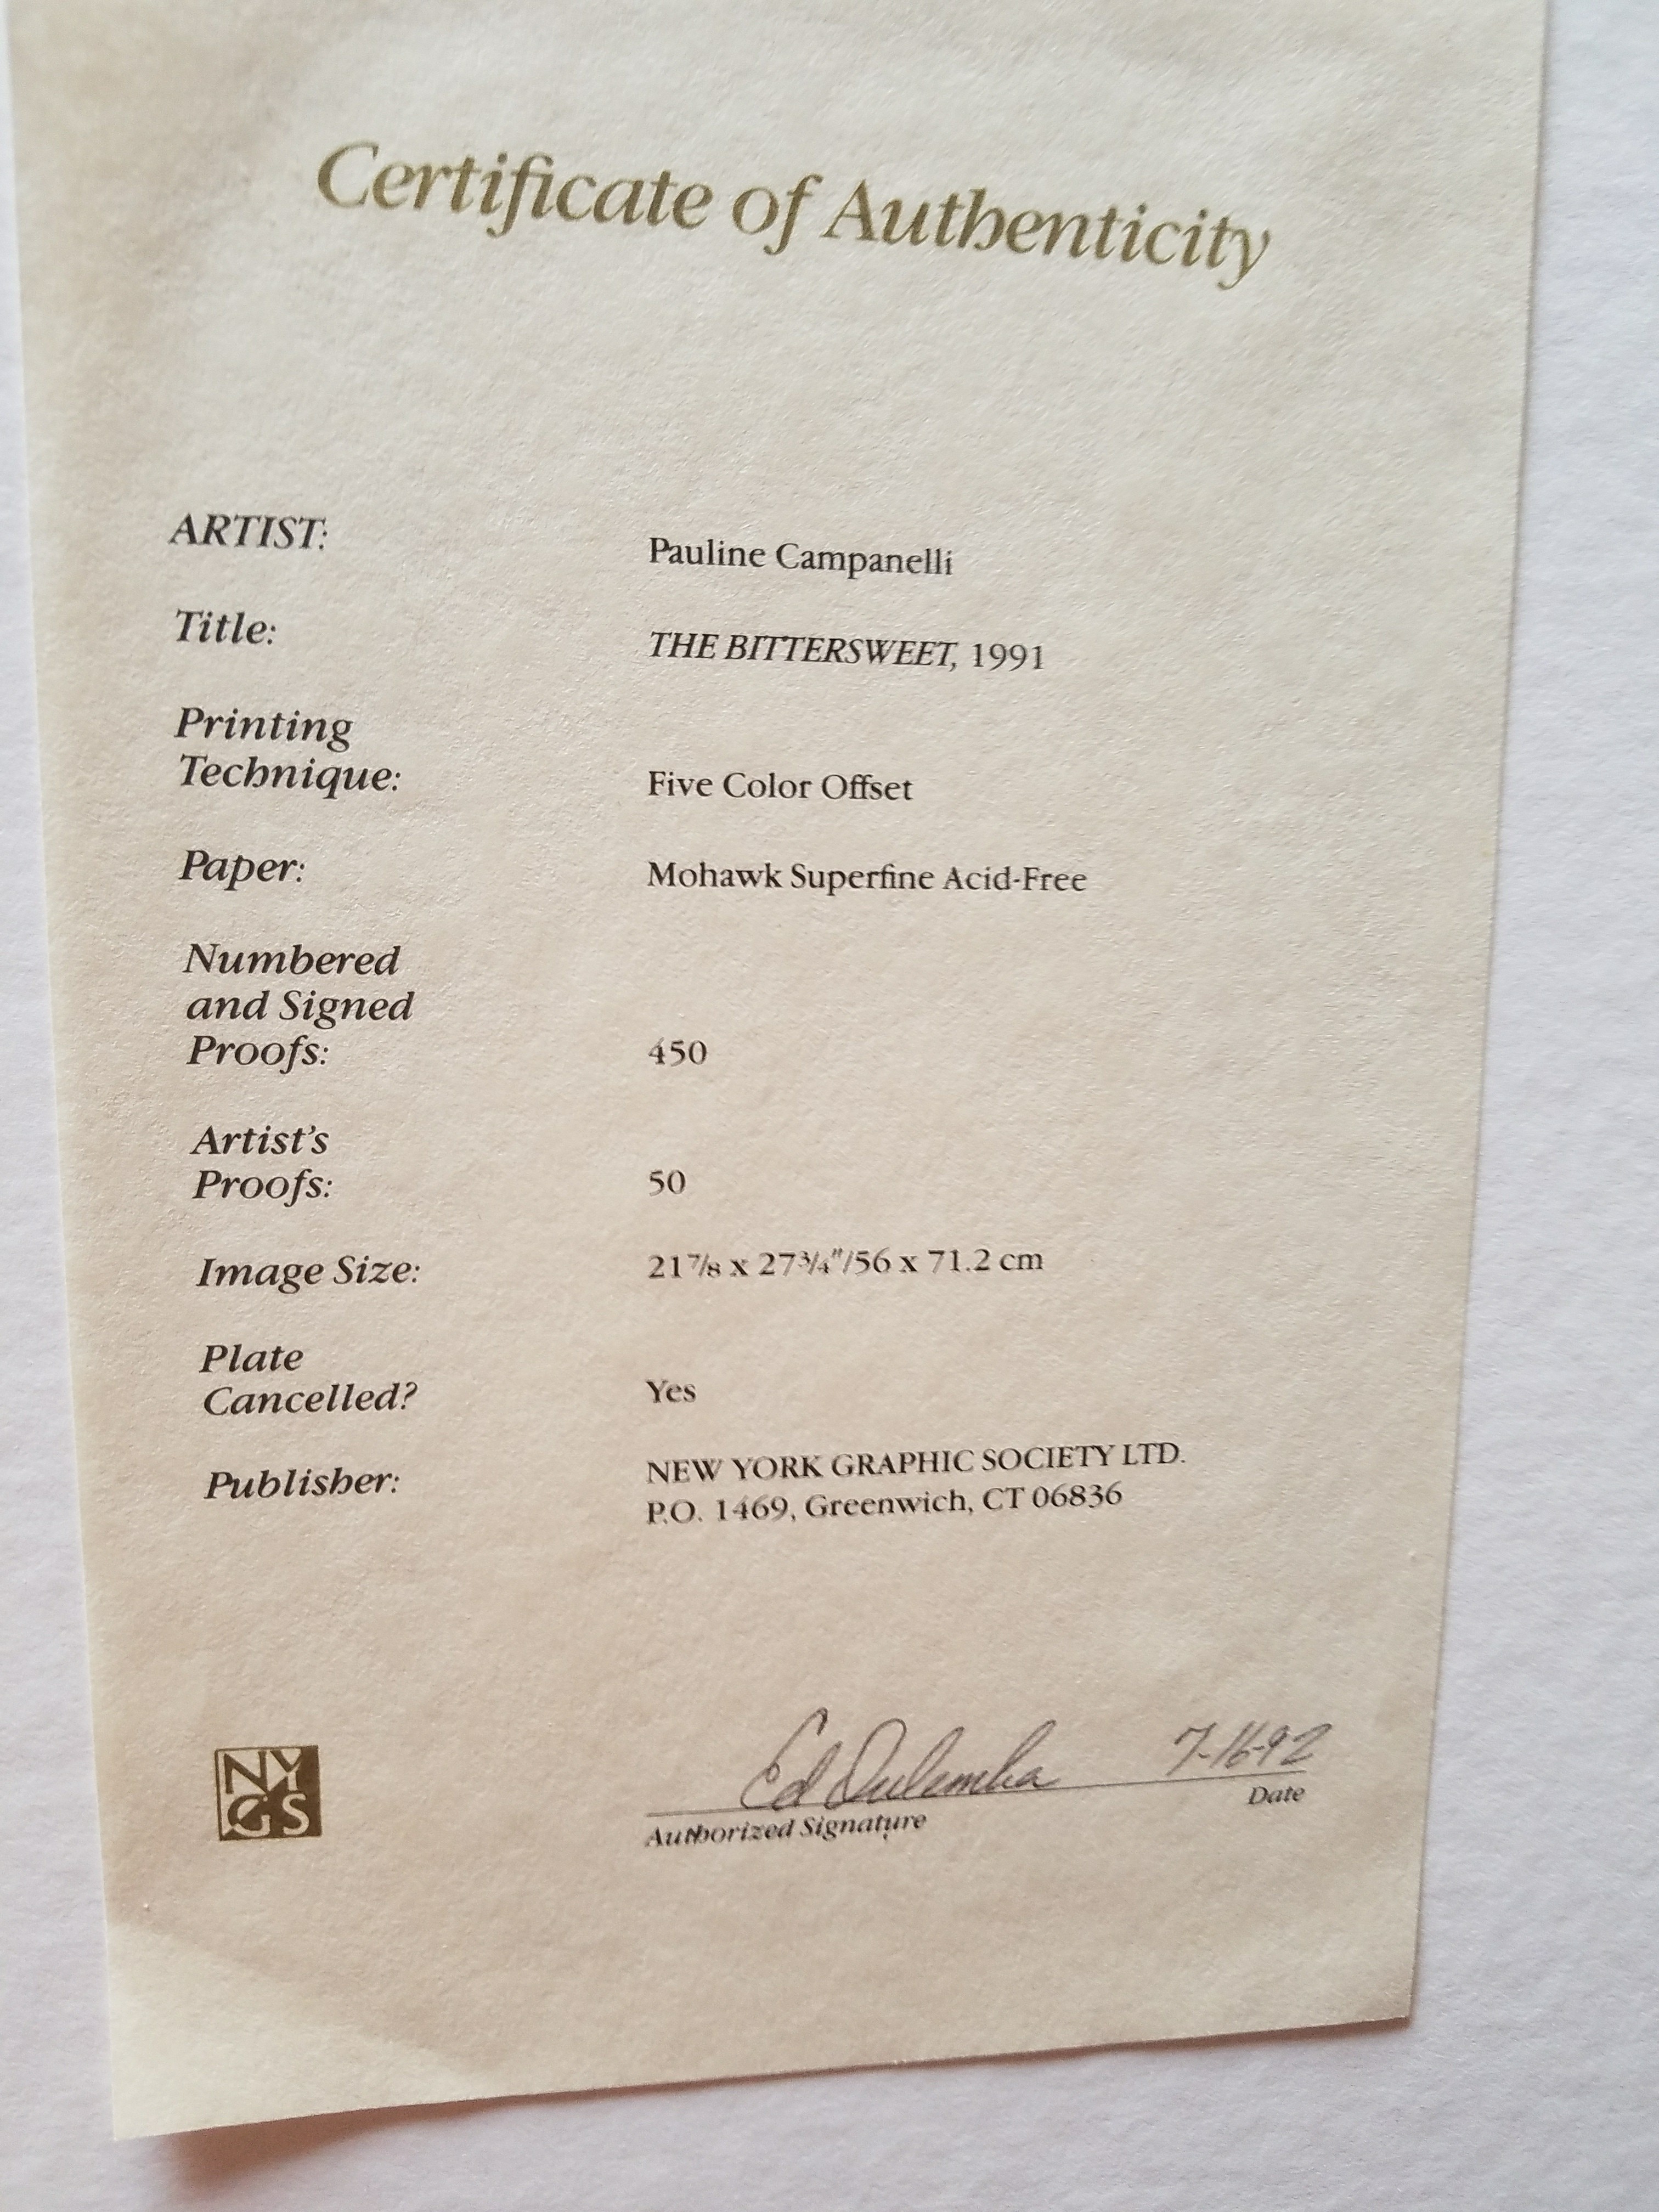 Certificate of Authenticity
ARTIST: Pauline Campanelli
Title: THE BITTERSWEET, 1991
Printing
Technique: Five Color Offset
Paper: Mohawk Superfine Acid-Free
Numbered
and Signed
Proofs: 450
Artist's
Proofs: 50
Image Size: 21⅞ x 27¾"/56 x 71.2 cm
Plate
Cancelled? Yes
Publisher: NEW YORK GRAPHIC SOCIETY LTD.
P.O. 1469, Greenwich, CT 06836
NY
GS
Ed Dulemba 7-16-92
Authorized Signature Date